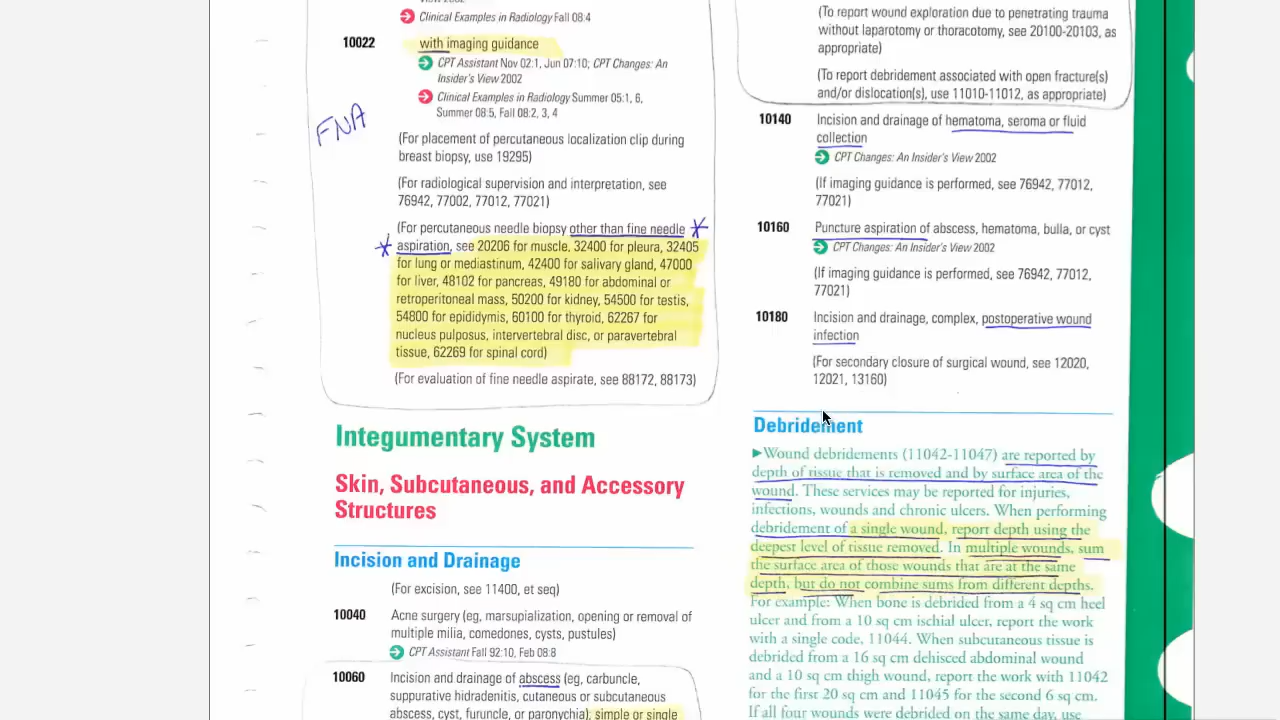 Clinical Examples in Radiology Fall 08:4
10022 with imaging guidance
CPT Assistant Nov 02:1, Jun 07:10; CPT Changes: An
Insider's View 2002
Clinical Examples in Radiology Summer 05:1, 6,
Summer 08:5, Fall 08:2, 3, 4
FNA
(For placement of percutaneous localization clip during
breast biopsy, use 19295)
(For radiological supervision and interpretation, see
76942, 77002, 77012, 77021)
(For percutaneous needle biopsy other than fine needle
aspiration, see 20206 for muscle, 32400 for pleura, 32405
for lung or mediastinum, 42400 for salivary gland, 47000
for liver, 48102 for pancreas, 49180 for abdominal or
retroperitoneal mass, 50200 for kidney, 54500 for testis,
54800 for epididymis, 60100 for thyroid, 62267 for
nucleus pulposus, intervertebral disc, or paravertebral
tissue, 62269 for spinal cord)
(For evaluation of fine needle aspirate, see 88172, 88173)
Integumentary System
Skin, Subcutaneous, and Accessory
Structures
Incision and Drainage
(For excision, see 11400, et seq)
10040 Acne surgery (eg, marsupialization, opening or removal of
multiple milia, comedones, cysts, pustules)
CPT Assistant Fall 92:10, Feb 08:8
10060 Incision and drainage of abscess (eg, carbuncle,
suppurative hidradenitis, cutaneous or subcutaneous
abscess, cyst, furuncle, or paronychia); simple or single
(To report wound exploration due to penetrating trauma
without laparotomy or thoracotomy, see 20100-20103, as
appropriate)
(To report debridement associated with open fracture(s)
and/or dislocation(s), use 11010-11012, as appropriate)
10140 Incision and drainage of hematoma, seroma or fluid
collection
CPT Changes: An Insider's View 2002
(If imaging guidance is performed, see 76942, 77012,
77021)
10160 Puncture aspiration of abscess, hematoma, bulla, or cyst
CPT Changes: An Insider's View 2002
(If imaging guidance is performed, see 76942, 77012,
77021)
10180 Incision and drainage, complex, postoperative wound
infection
(For secondary closure of surgical wound, see 12020,
12021, 13160)
Debridement
►Wound debridements (11042-11047) are reported by
depth of tissue that is removed and by surface area of the
wound. These services may be reported for injuries,
infections, wounds and chronic ulcers. When performing
debridement of a single wound, report depth using the
deepest level of tissue removed. In multiple wounds, sum
the surface area of those wounds that are at the same
depth, but do not combine sums from different depths.
For example: When bone is debrided from a 4 sq cm heel
ulcer and from a 10 sq cm ischial ulcer, report the work
with a single code, 11044. When subcutaneous tissue is
debrided from a 16 sq cm dehisced abdominal wound
and a 10 sq cm thigh wound, report the work with 11042
for the first 20 sq cm and 11045 for the second 6 sq cm.
If all four wounds were debrided on the same day, use